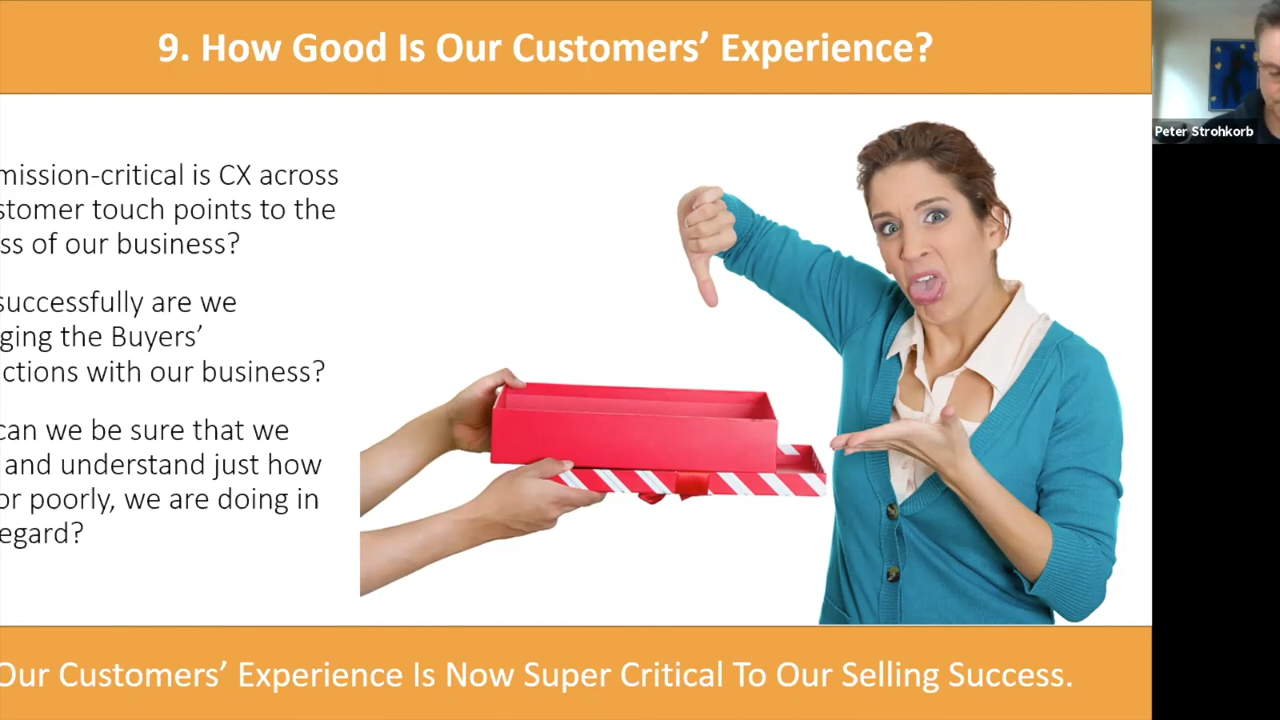 9. How Good Is Our Customers’ Experience?
Peter Strohkorb
mission-critical is CX across
stomer touch points to the
ss of our business?
successfully are we
ging the Buyers’
ctions with our business?
can we be sure that we
and understand just how
or poorly, we are doing in
egard?
Our Customers’ Experience Is Now Super Critical To Our Selling Success.